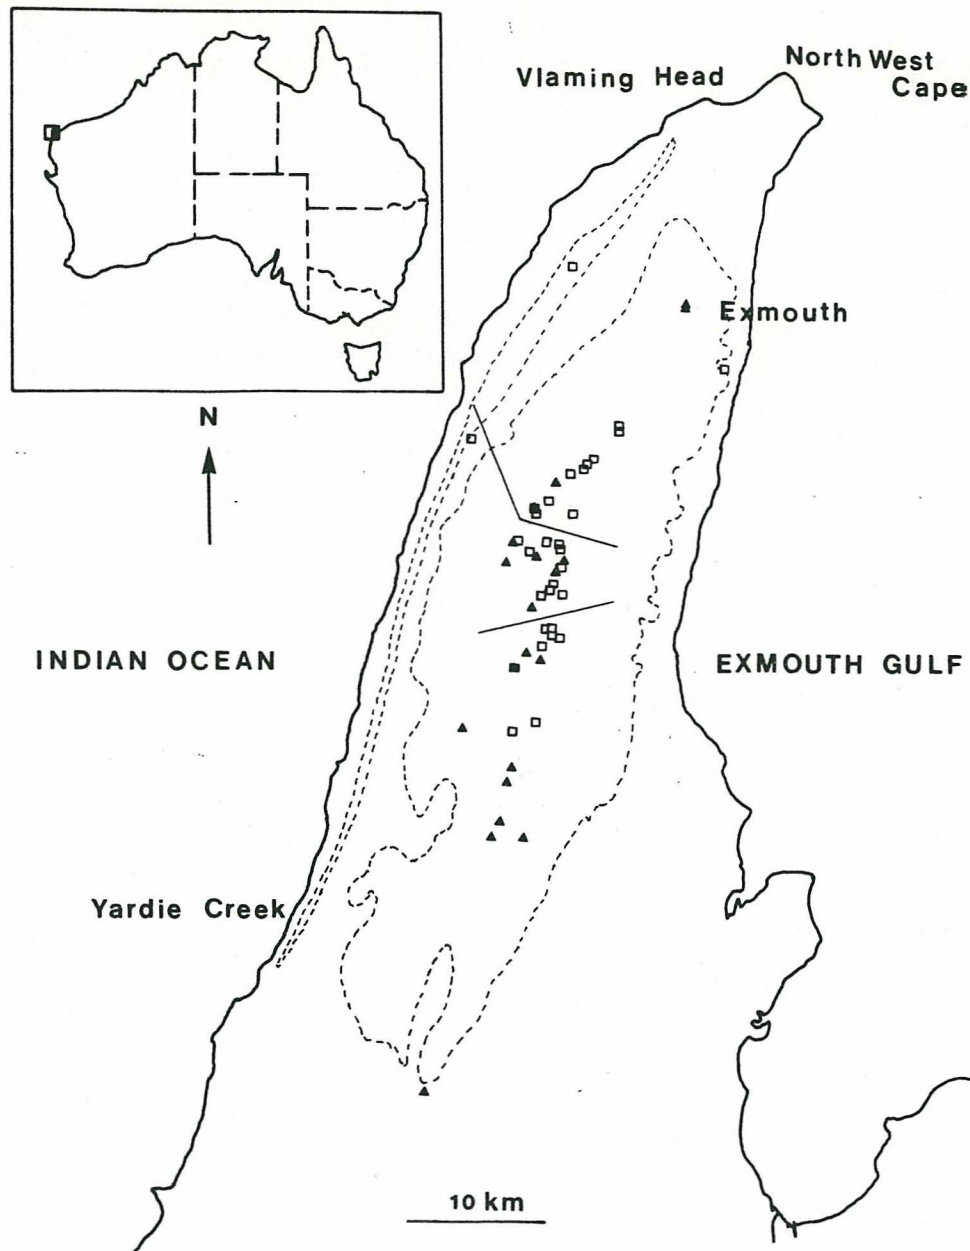 North West
Cape
Vlaming Head
Exmouth
N
INDIAN OCEAN
EXMOUTH GULF
Yardie Creek
10 km